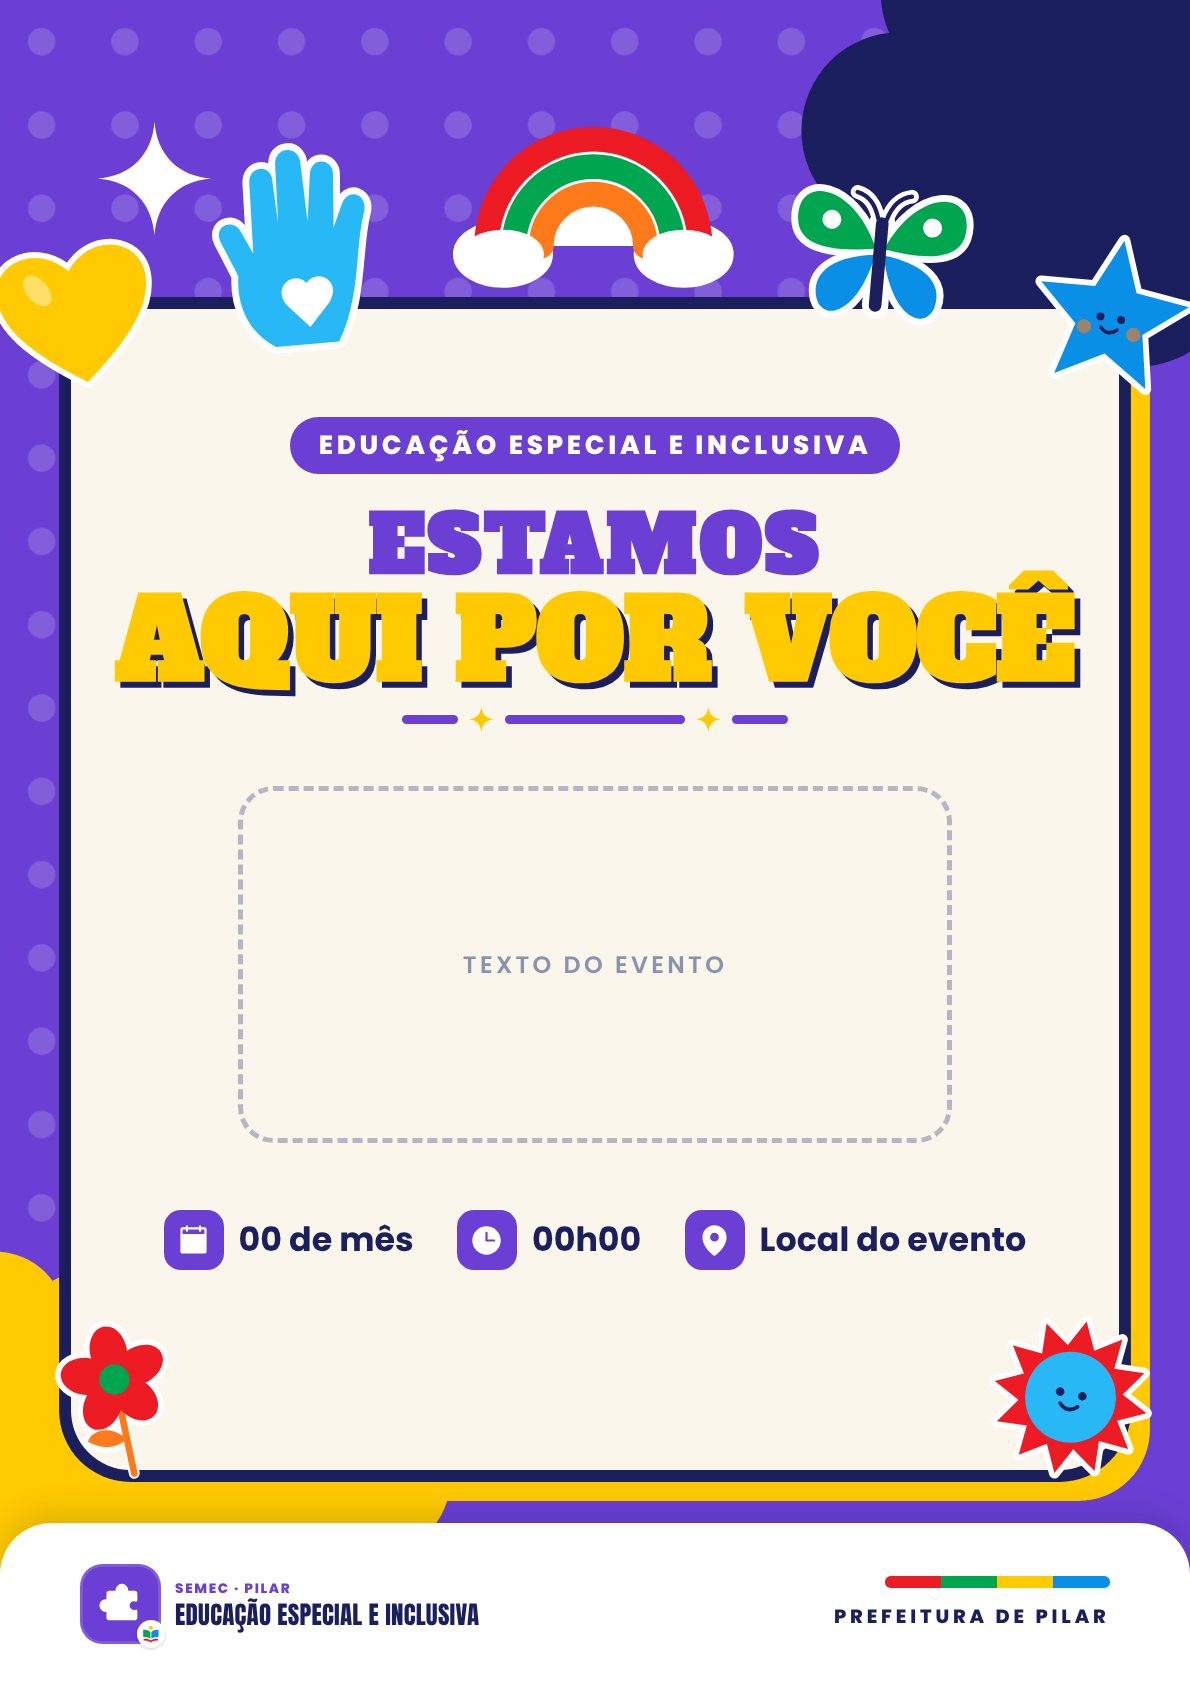 EDUCAÇÃO ESPECIAL E INCLUSIVA
ESTAMOS
AQUI POR VOCÊ
TEXTO DO EVENTO
00 de mês
00h00
Local do evento
SEMEC · PILAR
EDUCAÇÃO ESPECIAL E INCLUSIVA
PREFEITURA DE PILAR